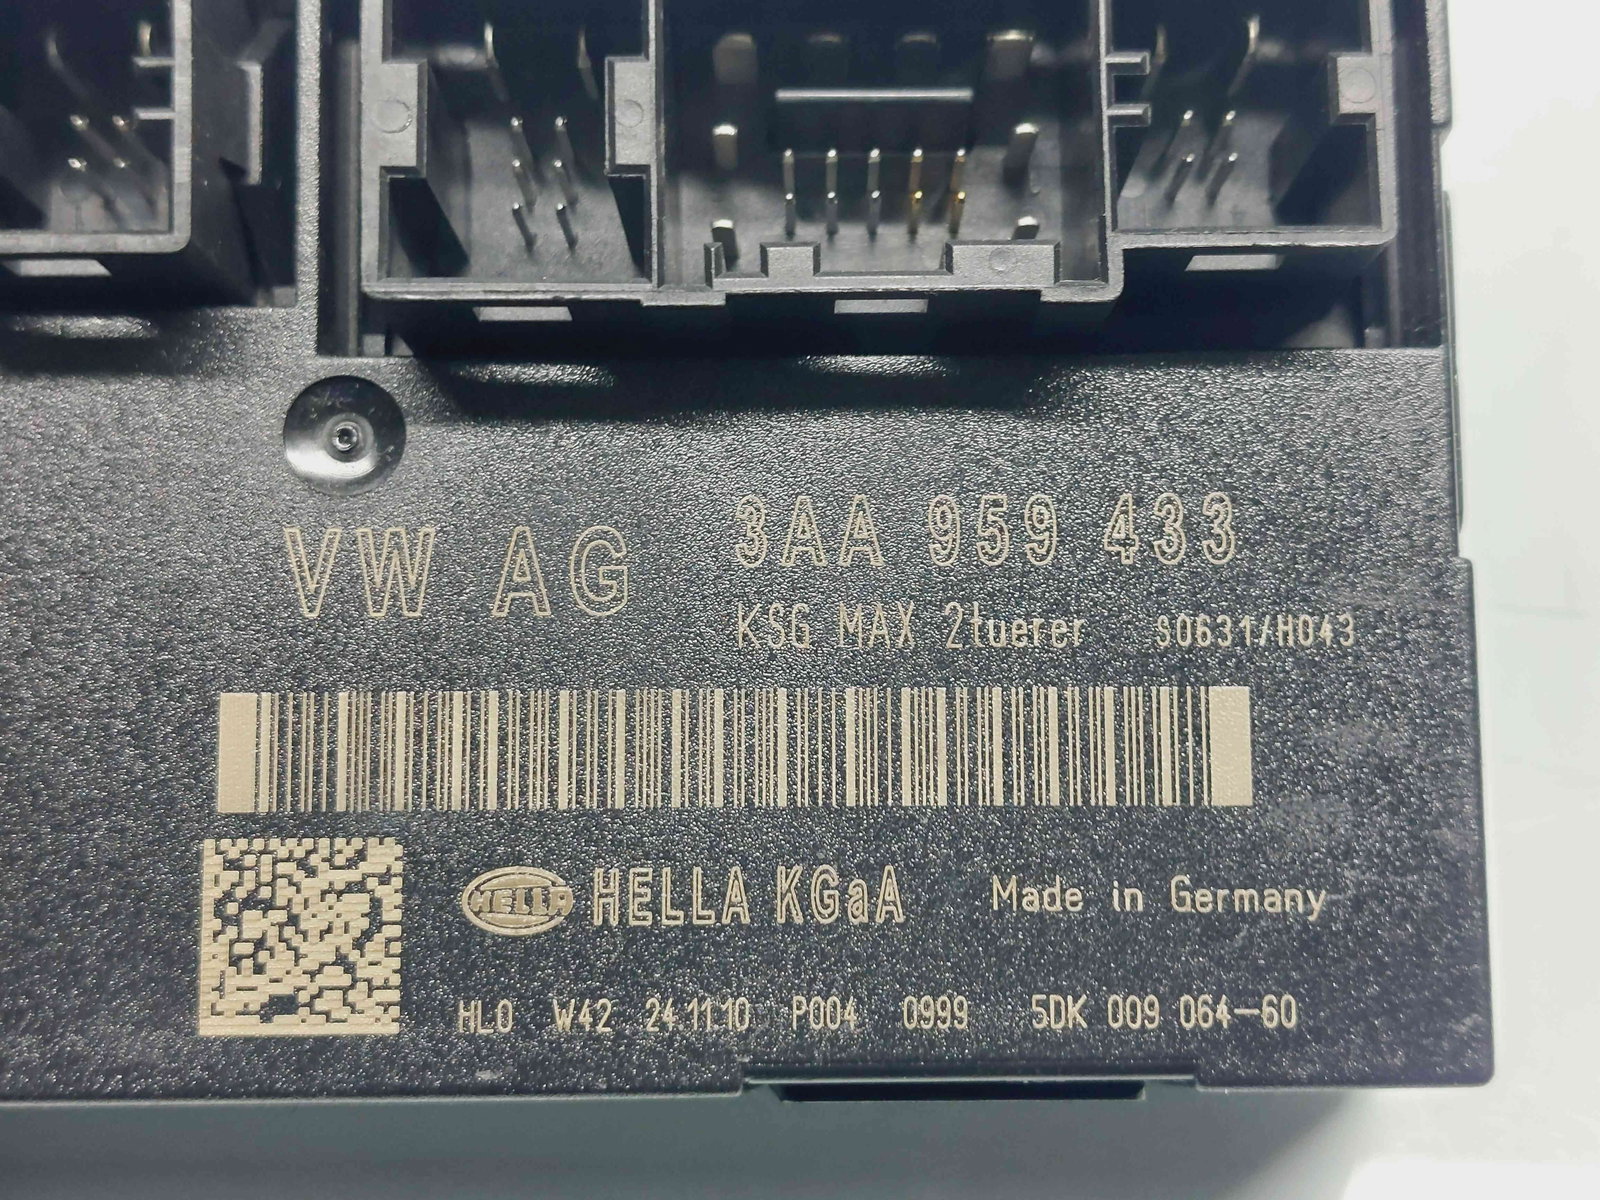 VW AG 3AA 959 433
KSG MAX 2tuerer S0631/H043
HELLA HELLA KGaA Made in Germany
HLO W42 24.11.10 P004 0999 5DK 009 064-60